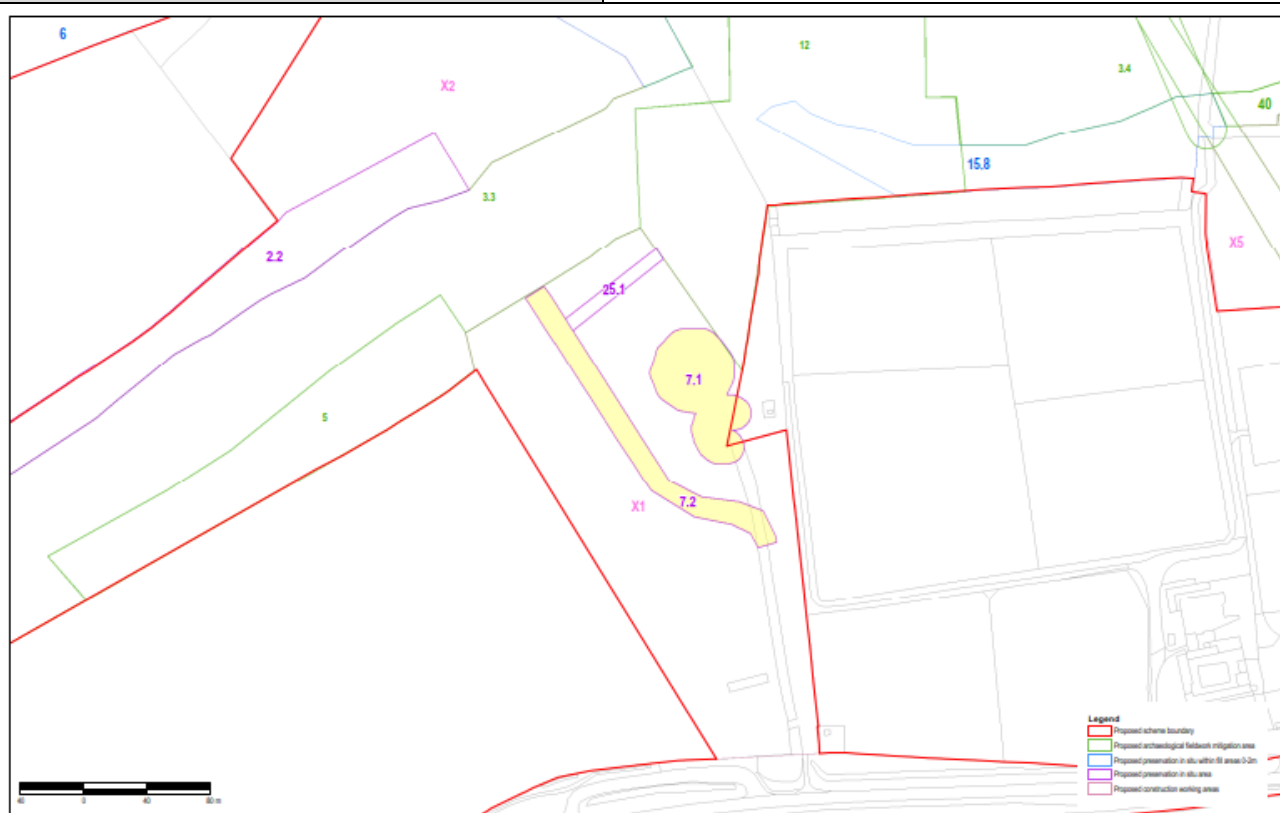 6
12
3.4
X2
40
15.8
3.3
X5
2.2
25.1
7.1
5
7.2
X1
Legend
Proposed scheme boundary
Proposed archaeological fieldwork mitigation area
Proposed preservation in situ within fill areas 0-2m
Proposed preservation in situ area
Proposed construction working areas
40 0 40 80 m